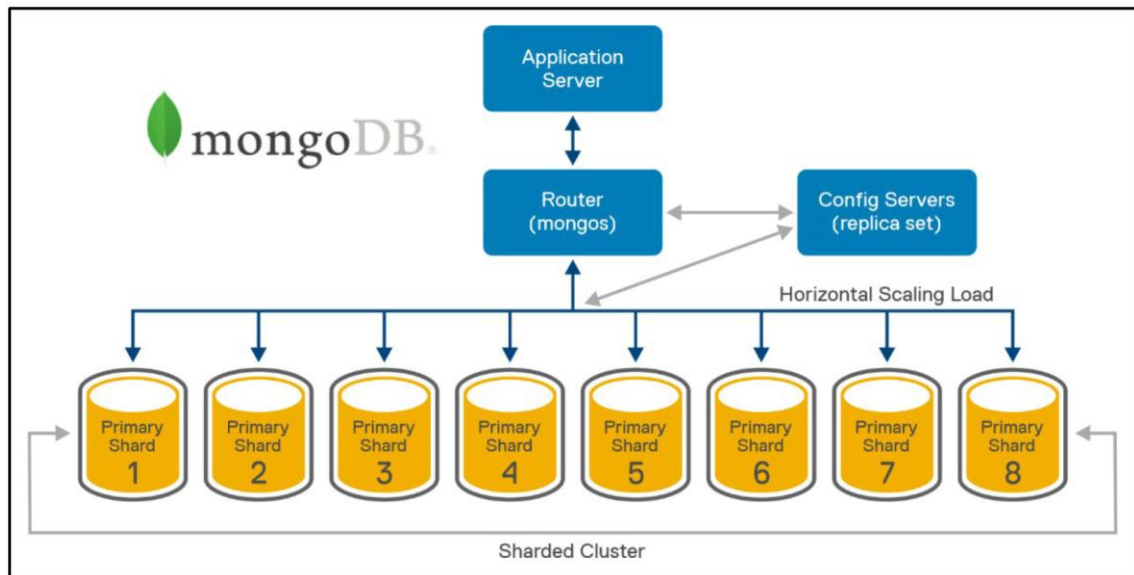 Application
Server
mongoDB®
Router
(mongos)
Config Servers
(replica set)
Horizontal Scaling Load
Primary
Shard
1
Primary
Shard
2
Primary
Shard
3
Primary
Shard
4
Primary
Shard
5
Primary
Shard
6
Primary
Shard
7
Primary
Shard
8
Sharded Cluster